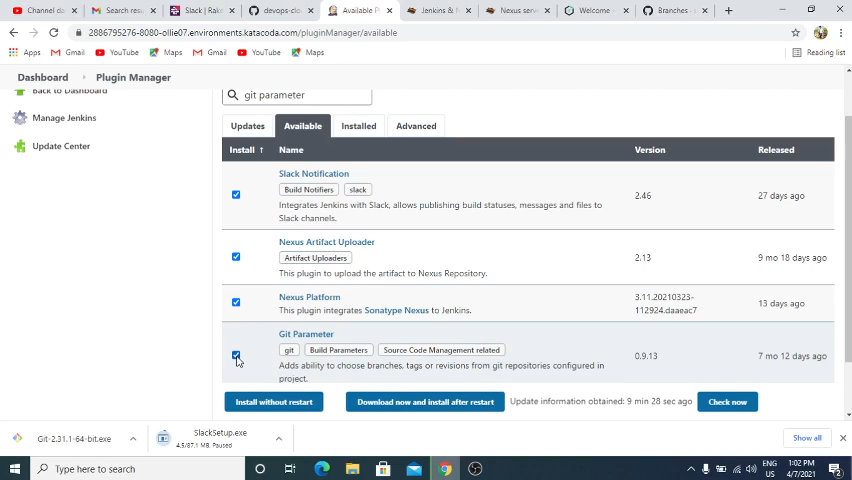 Channel da
Search resu
Slack | Rake
devops-clou
Available Pl
Jenkins & N
Nexus serve
Welcome -
Branches · a
2886795276-8080-ollie07.environments.katacoda.com/pluginManager/available
Apps
Gmail
YouTube
Maps
Gmail
YouTube
Maps
Reading list
Dashboard
Plugin Manager
Back to Dashboard
Manage Jenkins
Update Center
git parameter
Updates
Available
Installed
Advanced
Install ↑
Name
Version
Released
Slack Notification
Build Notifiers
slack
Integrates Jenkins with Slack, allows publishing build statuses, messages and files to
Slack channels.
2.46
27 days ago
Nexus Artifact Uploader
Artifact Uploaders
This plugin to upload the artifact to Nexus Repository.
2.13
9 mo 18 days ago
Nexus Platform
This plugin integrates Sonatype Nexus to Jenkins.
3.11.20210323-
112924.daaeac7
13 days ago
Git Parameter
git
Build Parameters
Source Code Management related
Adds ability to choose branches, tags or revisions from git repositories configured in
project.
0.9.13
7 mo 12 days ago
Install without restart
Download now and install after restart
Update information obtained: 9 min 28 sec ago
Check now
Git-2.31.1-64-bit.exe
SlackSetup.exe
4.5/87.1 MB, Paused
Show all
Type here to search
ENG
US
1:02 PM
4/7/2021
2